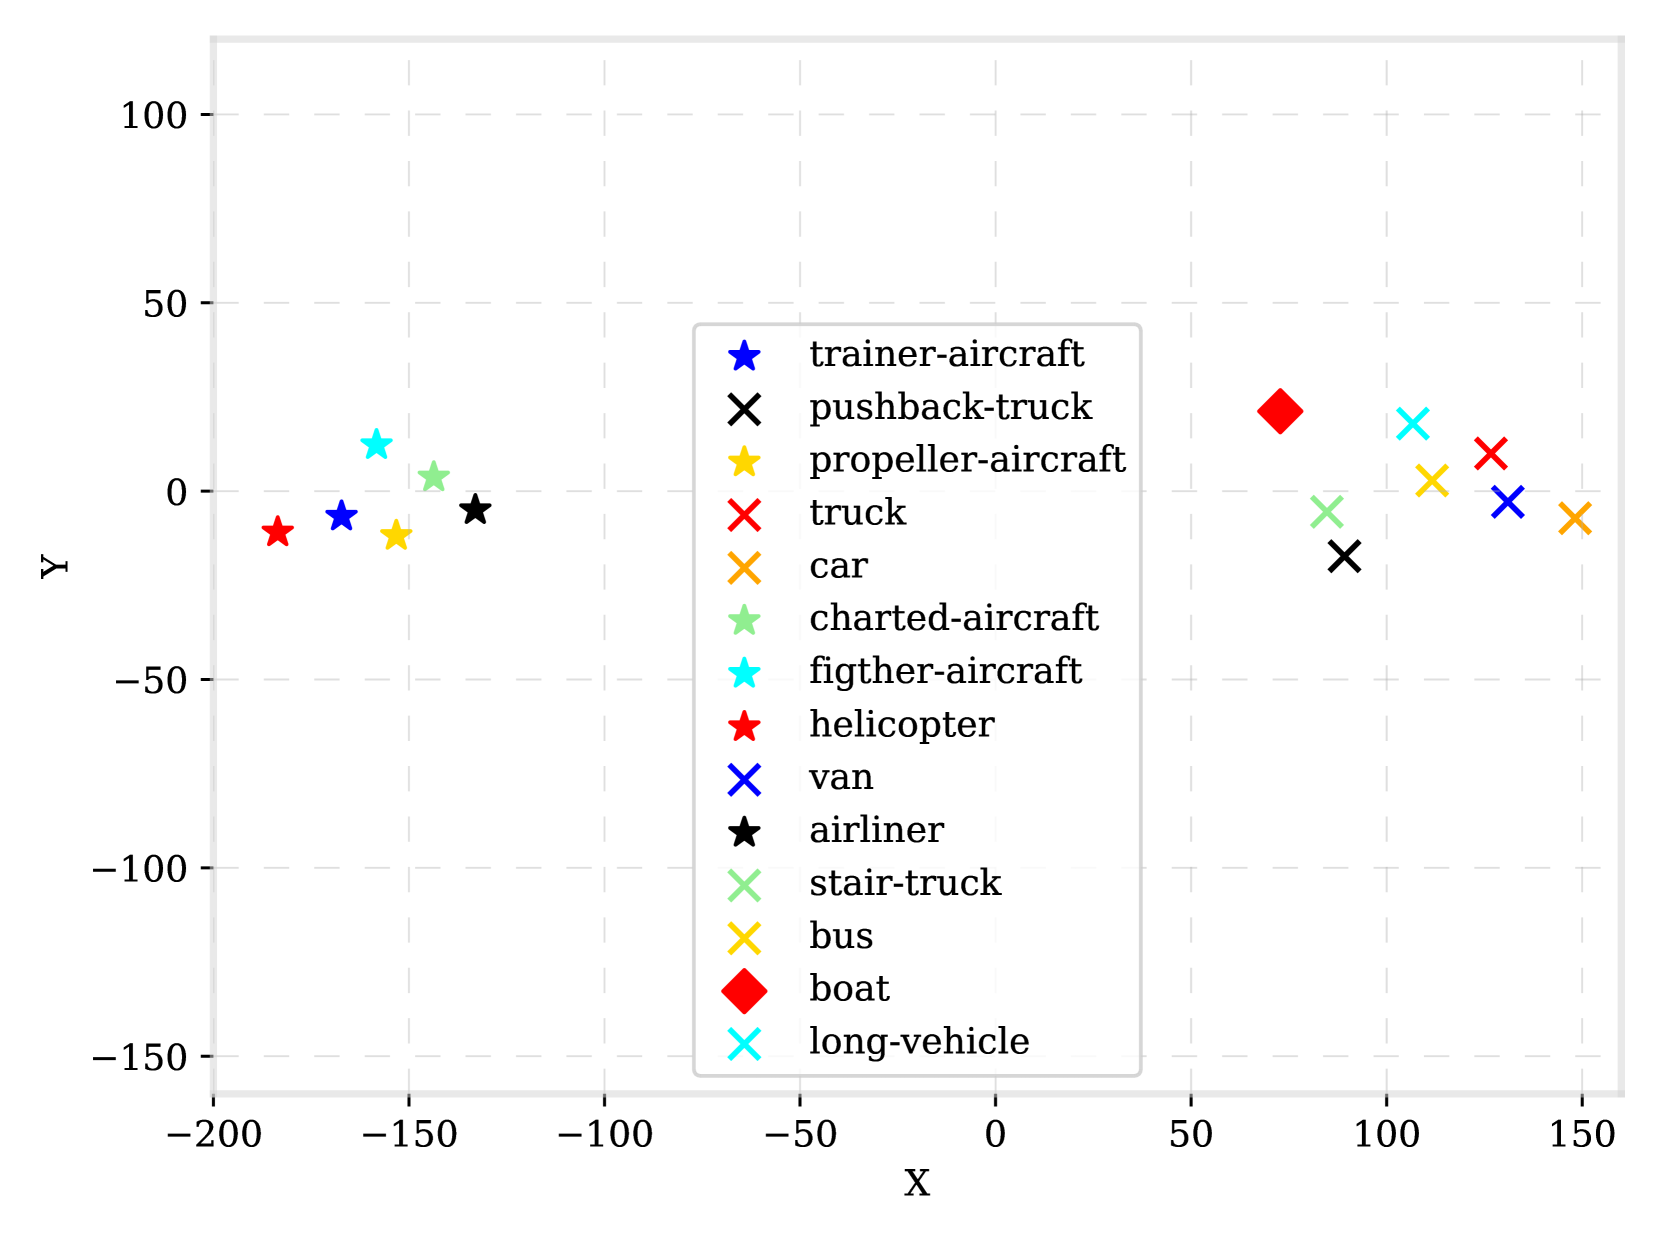 100
50
0
−50
−100
−150
Y
trainer-aircraft
pushback-truck
propeller-aircraft
truck
car
charted-aircraft
figther-aircraft
helicopter
van
airliner
stair-truck
bus
boat
long-vehicle
−200 −150 −100 −50 0 50 100 150
X